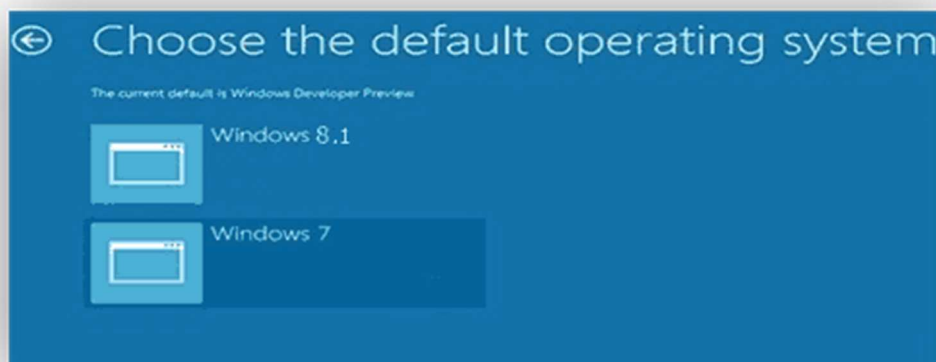 Choose the default operating system
The current default is Windows Developer Preview
Windows 8.1
Windows 7